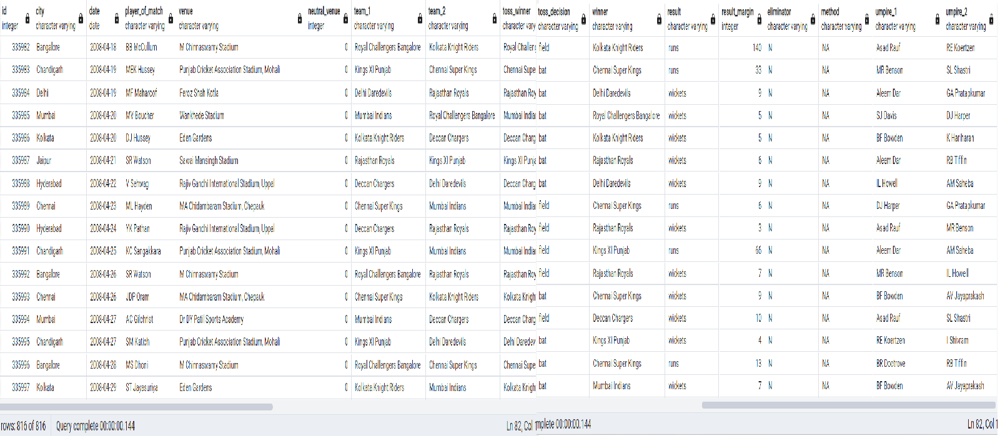 id city date player_of_match venue neutral_venue team_1 team_2 toss_winner toss_decision winner result result_margin eliminator method umpire_1 umpire_2
integer character varying date character varying character varying integer character varying character varying character vary character varying character varying character varying integer character varying character varying character varying character varying
335982 Bangalore 2008-04-18 BB McCullum M Chinnaswamy Stadium 0 Royal Challengers Bangalore Kolkata Knight Riders Royal Challeng field Kolkata Knight Riders runs 140 N NA Asad Rauf RE Koertzen
335983 Chandigarh 2008-04-19 MEK Hussey Punjab Cricket Association Stadium, Mohali 0 Kings XI Punjab Chennai Super Kings Chennai Supe bat Chennai Super Kings runs 33 N NA MR Benson SL Shastri
335984 Delhi 2008-04-19 MF Maharoof Feroz Shah Kotla 0 Delhi Daredevils Rajasthan Royals Rajasthan Roy bat Delhi Daredevils wickets 9 N NA Aleem Dar GA Pratapkumar
335985 Mumbai 2008-04-20 MV Boucher Wankhede Stadium 0 Mumbai Indians Royal Challengers Bangalore Mumbai India bat Royal Challengers Bangalore wickets 5 N NA SJ Davis DJ Harper
335986 Kolkata 2008-04-20 DJ Hussey Eden Gardens 0 Kolkata Knight Riders Deccan Chargers Deccan Charg bat Kolkata Knight Riders wickets 5 N NA BF Bowden K Hariharan
335987 Jaipur 2008-04-21 SR Watson Sawai Mansingh Stadium 0 Rajasthan Royals Kings XI Punjab Kings XI Punja bat Rajasthan Royals wickets 6 N NA Aleem Dar RB Tiffin
335988 Hyderabad 2008-04-22 V Sehwag Rajiv Gandhi International Stadium, Uppal 0 Deccan Chargers Delhi Daredevils Deccan Charg bat Delhi Daredevils wickets 9 N NA IL Howell AM Saheba
335989 Chennai 2008-04-23 ML Hayden MA Chidambaram Stadium, Chepauk 0 Chennai Super Kings Mumbai Indians Mumbai India field Chennai Super Kings runs 6 N NA DJ Harper GA Pratapkumar
335990 Hyderabad 2008-04-24 YK Pathan Rajiv Gandhi International Stadium, Uppal 0 Deccan Chargers Rajasthan Royals Rajasthan Roy field Rajasthan Royals wickets 3 N NA Asad Rauf MR Benson
335991 Chandigarh 2008-04-25 KC Sangakkara Punjab Cricket Association Stadium, Mohali 0 Kings XI Punjab Mumbai Indians Mumbai India field Kings XI Punjab runs 66 N NA Aleem Dar AM Saheba
335992 Bangalore 2008-04-26 SR Watson M Chinnaswamy Stadium 0 Royal Challengers Bangalore Rajasthan Royals Rajasthan Roy field Rajasthan Royals wickets 7 N NA MR Benson IL Howell
335993 Chennai 2008-04-26 JDP Oram MA Chidambaram Stadium, Chepauk 0 Chennai Super Kings Kolkata Knight Riders Kolkata Knigh bat Chennai Super Kings wickets 9 N NA BF Bowden AV Jayaprakash
335994 Mumbai 2008-04-27 AC Gilchrist Dr DY Patil Sports Academy 0 Mumbai Indians Deccan Chargers Deccan Charg field Deccan Chargers wickets 10 N NA Asad Rauf SL Shastri
335995 Chandigarh 2008-04-27 SM Katich Punjab Cricket Association Stadium, Mohali 0 Kings XI Punjab Delhi Daredevils Delhi Daredev bat Kings XI Punjab wickets 4 N NA RE Koertzen I Shivram
335996 Bangalore 2008-04-28 MS Dhoni M Chinnaswamy Stadium 0 Royal Challengers Bangalore Chennai Super Kings Chennai Supe bat Chennai Super Kings runs 13 N NA BR Doctrove RB Tiffin
335997 Kolkata 2008-04-29 ST Jayasuriya Eden Gardens 0 Kolkata Knight Riders Mumbai Indians Kolkata Knigh bat Mumbai Indians wickets 7 N NA BF Bowden AV Jayaprakash
rows: 816 of 816 Query complete 00:00:00.144 Ln 82, Col 1 mplete 00:00:00.144 Ln 82, Col 1